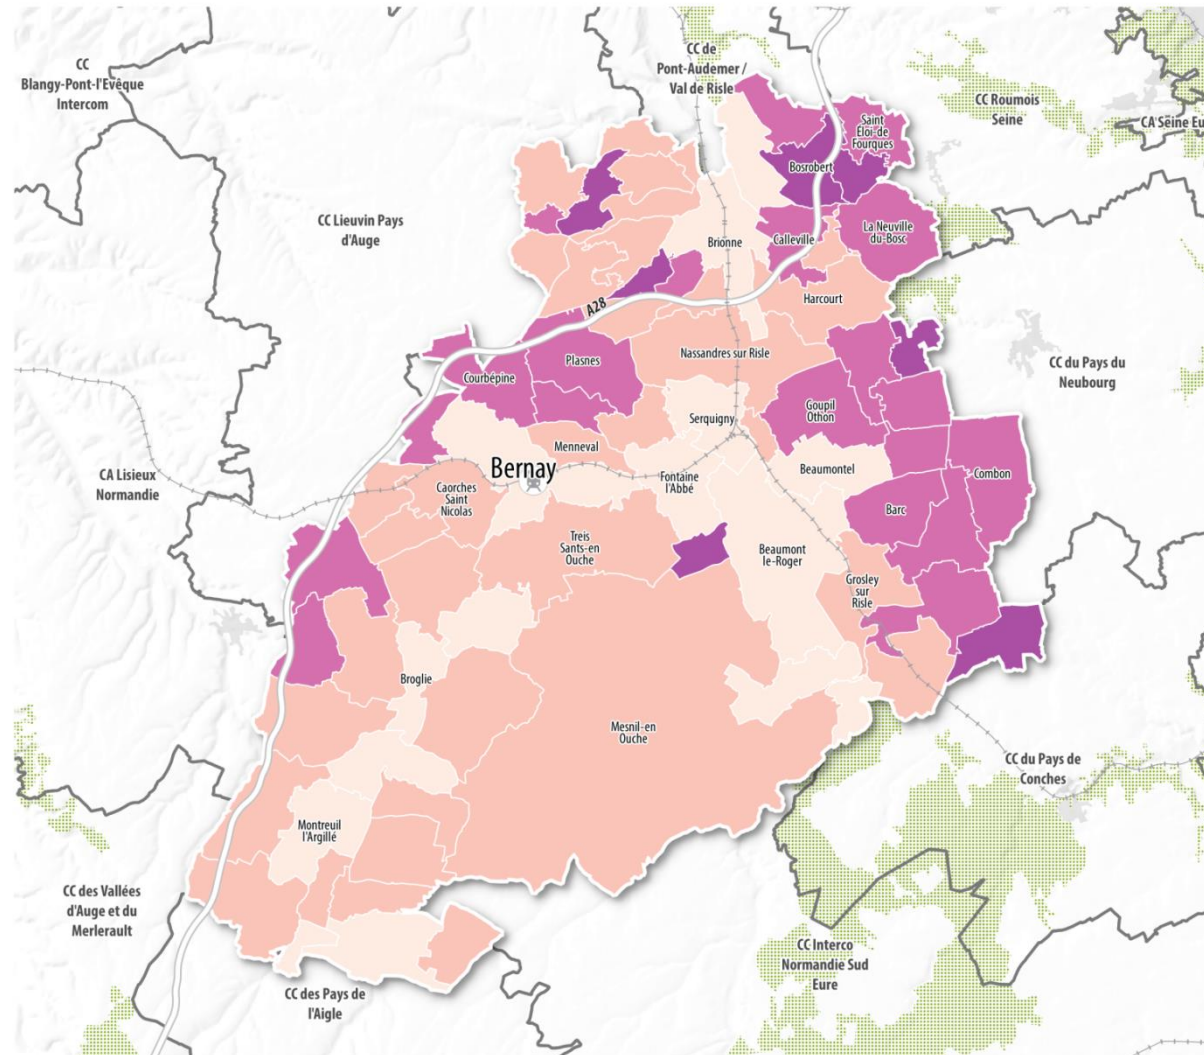 CC
Blangy-Pont-l'Evêque
Intercom
CC de
Pont-Audemer /
Val de Risle
CC Roumois
Seine
CA Seine Eu
Saint
Éloi-de
Fourques
Bosrobert
CC Lieuvin Pays
d'Auge
Brionne
Calleville
La Neuville
du-Bosc
Harcourt
A28
Nassandres sur Risle
Plasnes
Courbépine
CC du Pays du
Neubourg
Goupil
Othon
Serquigny
Menneval
Bernay
Fontaine
l'Abbé
Beaumontel
Combon
CA Lisieux
Normandie
Caorches
Saint
Nicolas
Barc
Treis
Sants-en
Ouche
Beaumont
le-Roger
Grosley
sur
Risle
Broglie
Mesnil-en
Ouche
CC du Pays de
Conches
Montreuil
l'Argillé
CC des Vallées
d'Auge et du
Merlerault
CC Interco
Normandie Sud
Eure
CC des Pays de
l'Aigle